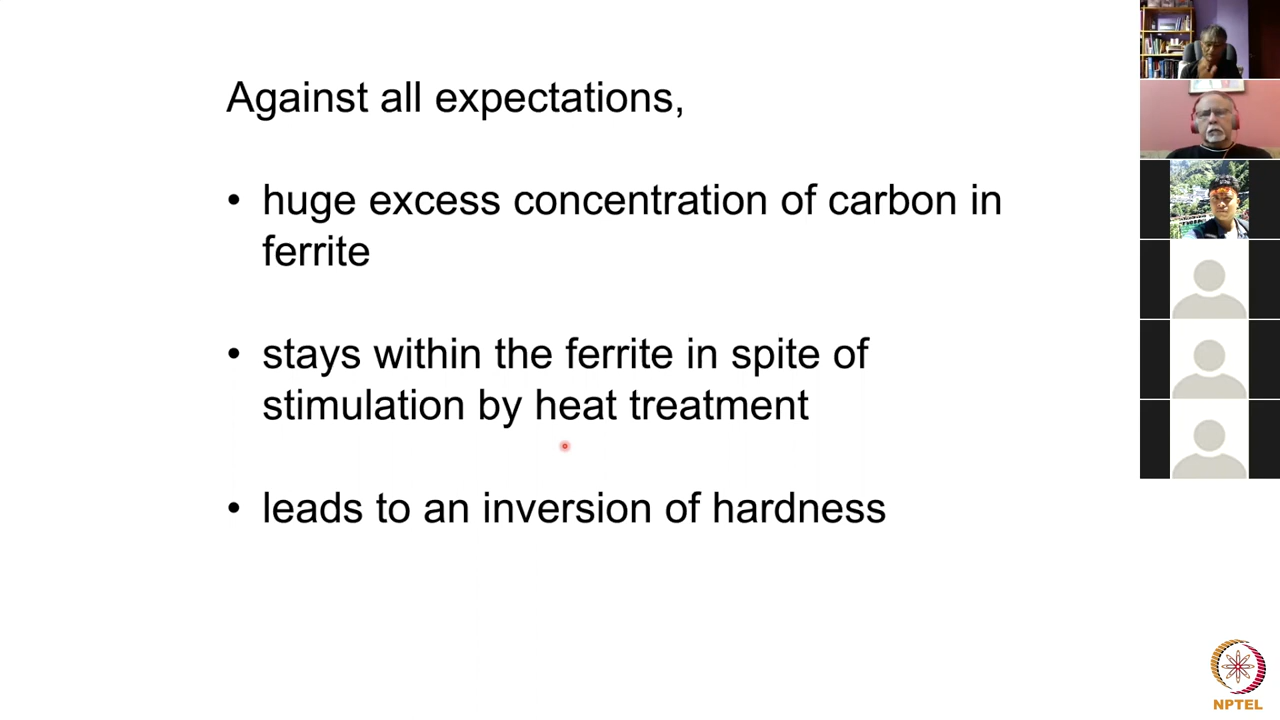 Against all expectations,
• huge excess concentration of carbon in
ferrite
• stays within the ferrite in spite of
stimulation by heat treatment
• leads to an inversion of hardness
NPTEL